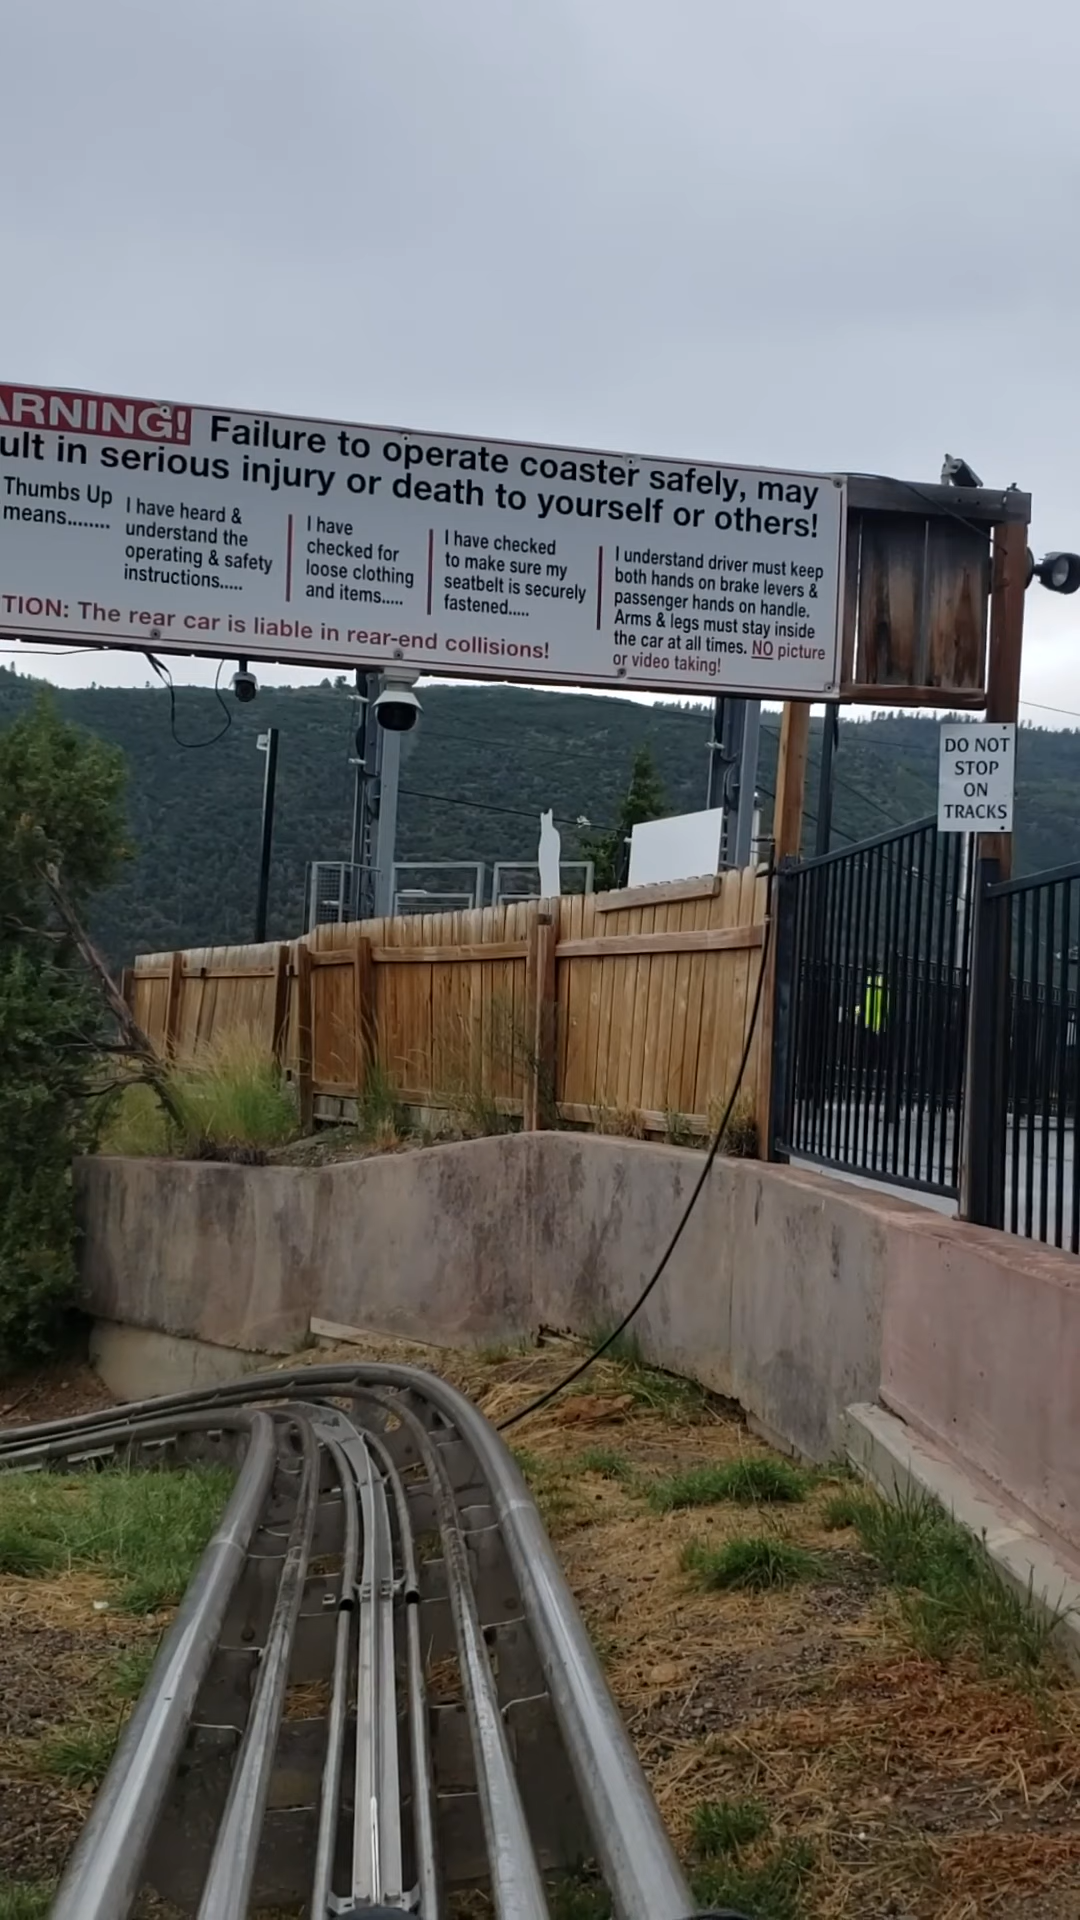 ARNING! Failure to operate coaster safely, may
ult in serious injury or death to yourself or others!
Thumbs Up
means........
I have heard &
understand the
operating & safety
instructions.....
I have
checked for
loose clothing
and items.....
I have checked
to make sure my
seatbelt is securely
fastened.....
I understand driver must keep
both hands on brake levers &
passenger hands on handle.
Arms & legs must stay inside
the car at all times. NO picture
or video taking!
TION: The rear car is liable in rear-end collisions!
DO NOT
STOP
ON
TRACKS